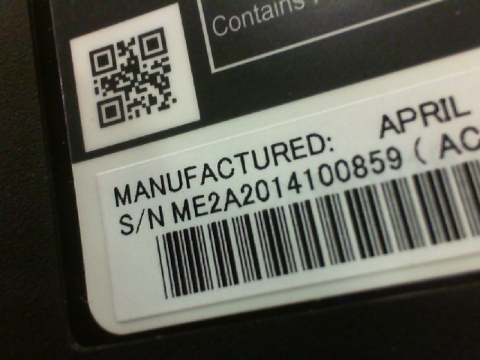 Contains
MANUFACTURED: APRIL
S/N ME2A2014100859 ( AC